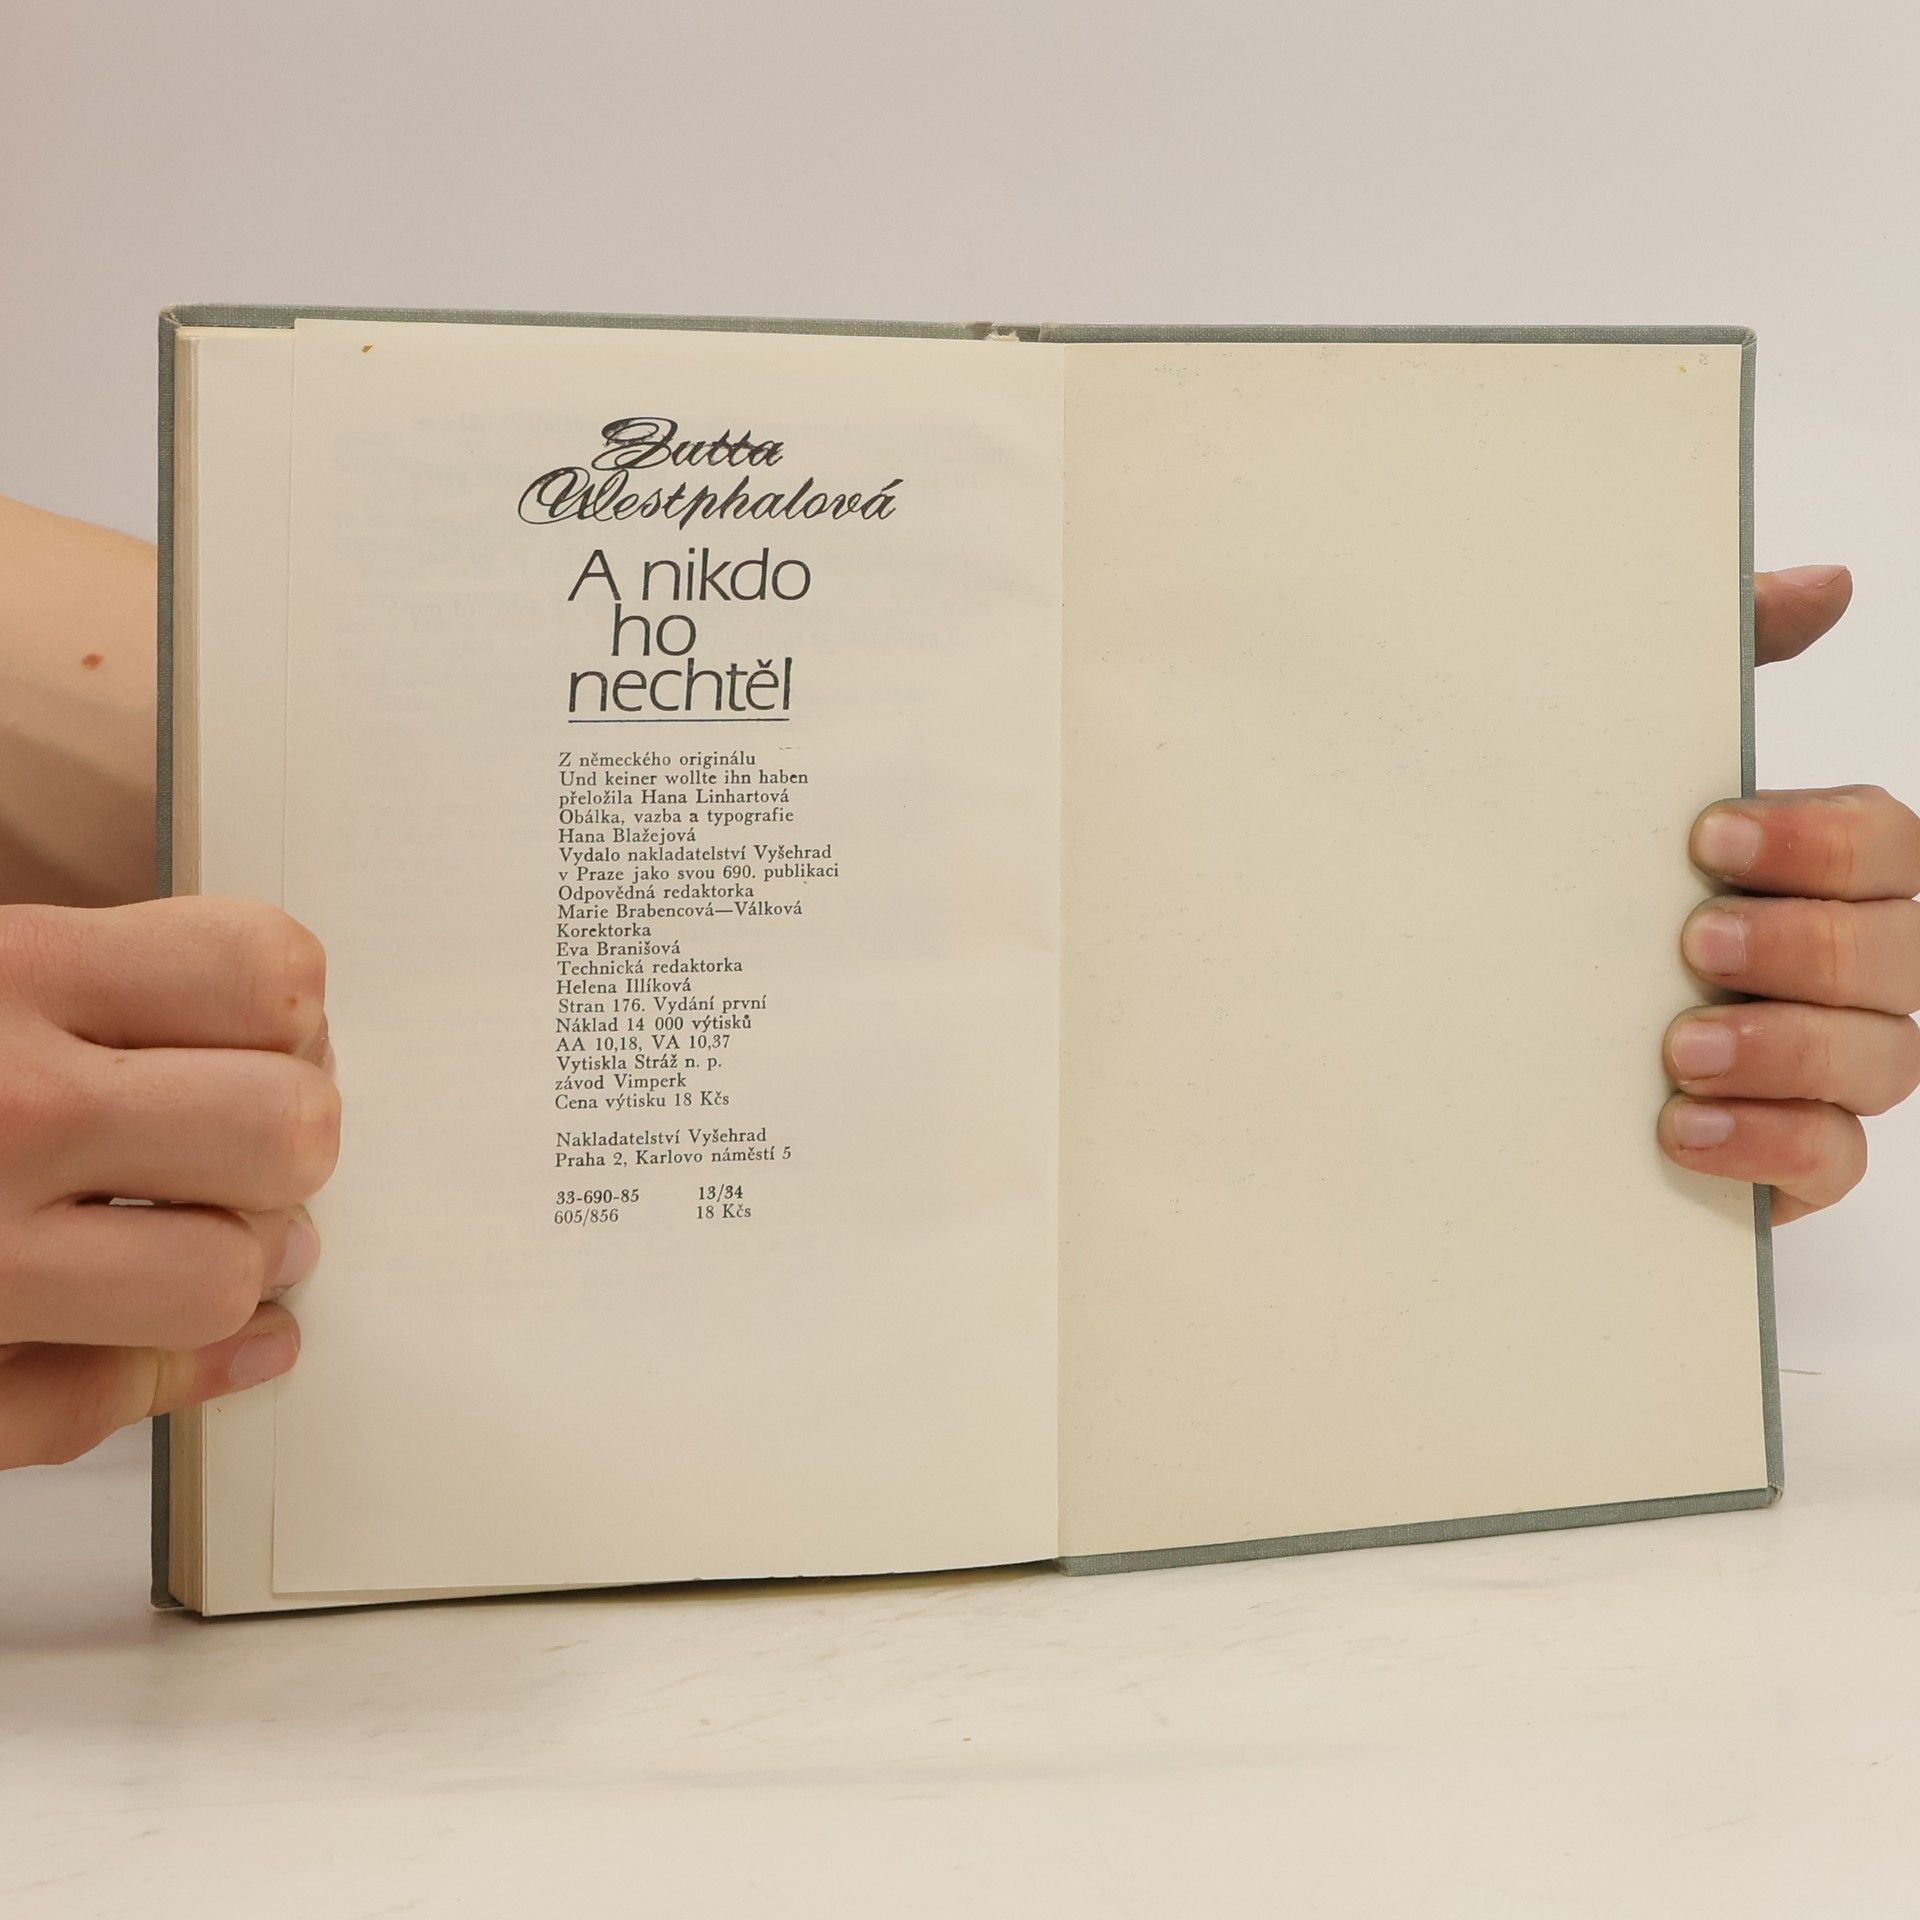 Jutta
Westphalová
A nikdo
ho
nechtěl
Z německého originálu
Und keiner wollte ihn haben
přeložila Hana Linhartová
Obálka, vazba a typografie
Hana Blažejová
Vydalo nakladatelství Vyšehrad
v Praze jako svou 690. publikaci
Odpovědná redaktorka
Marie Brabencová—Válková
Korektorka
Eva Branišová
Technická redaktorka
Helena Illíková
Stran 176. Vydání první
Náklad 14 000 výtisků
AA 10,18, VA 10,37
Vytiskla Stráž n. p.
závod Vimperk
Cena výtisku 18 Kčs
Nakladatelství Vyšehrad
Praha 2, Karlovo náměstí 5
33-690-85 13/34
605/856 18 Kčs